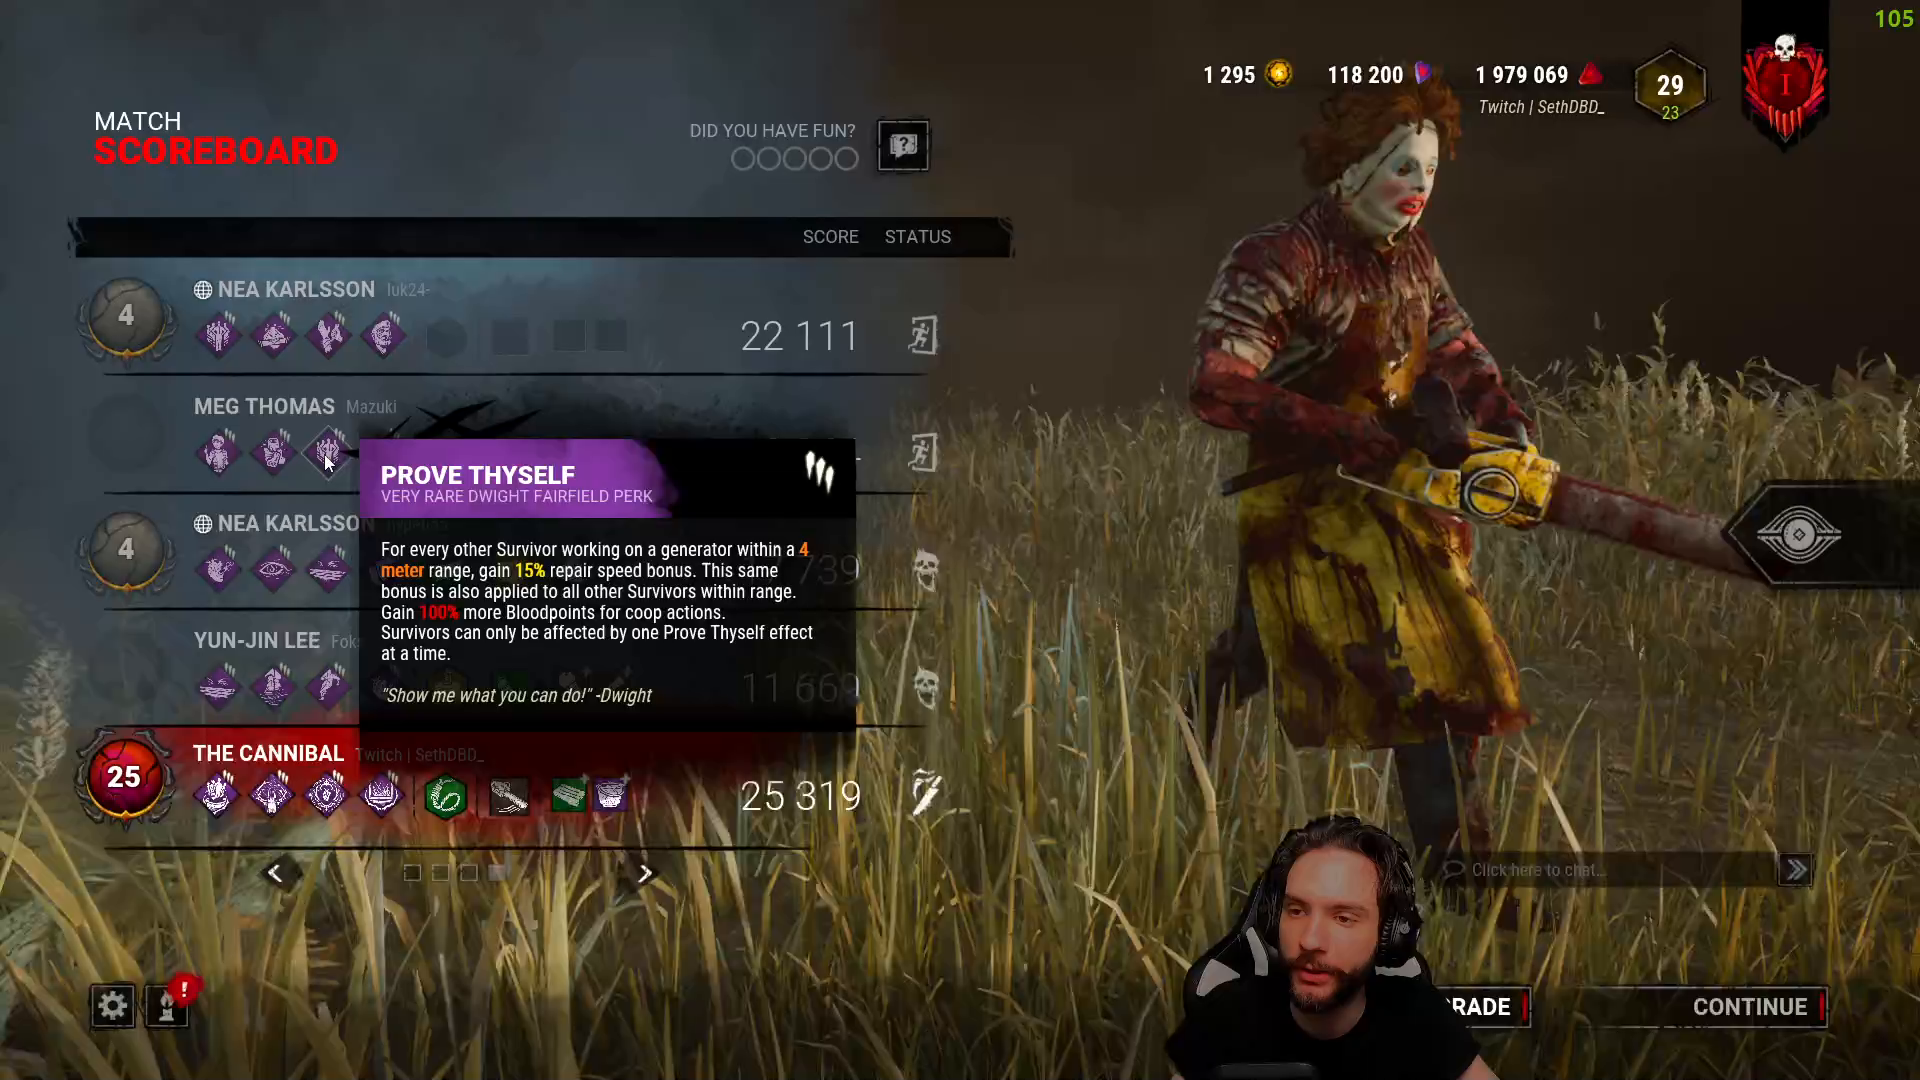 105
1 295
118 200
1 979 069
Twitch | SethDBD_
29
23
I
MATCH
SCOREBOARD
DID YOU HAVE FUN?
?
SCORE STATUS
4
NEA KARLSSON luk24-
22 111
MEG THOMAS Mazuki
PROVE THYSELF
VERY RARE DWIGHT FAIRFIELD PERK
4
NEA KARLSSON
739
For every other Survivor working on a generator within a 4
meter range, gain 15% repair speed bonus. This same
bonus is also applied to all other Survivors within range.
Gain 100% more Bloodpoints for coop actions.
Survivors can only be affected by one Prove Thyself effect
at a time.
"Show me what you can do!" -Dwight
YUN-JIN LEE Fok
11 669
25
THE CANNIBAL Twitch | SethDBD_
25 319
Click here to chat...
!
RADE
CONTINUE